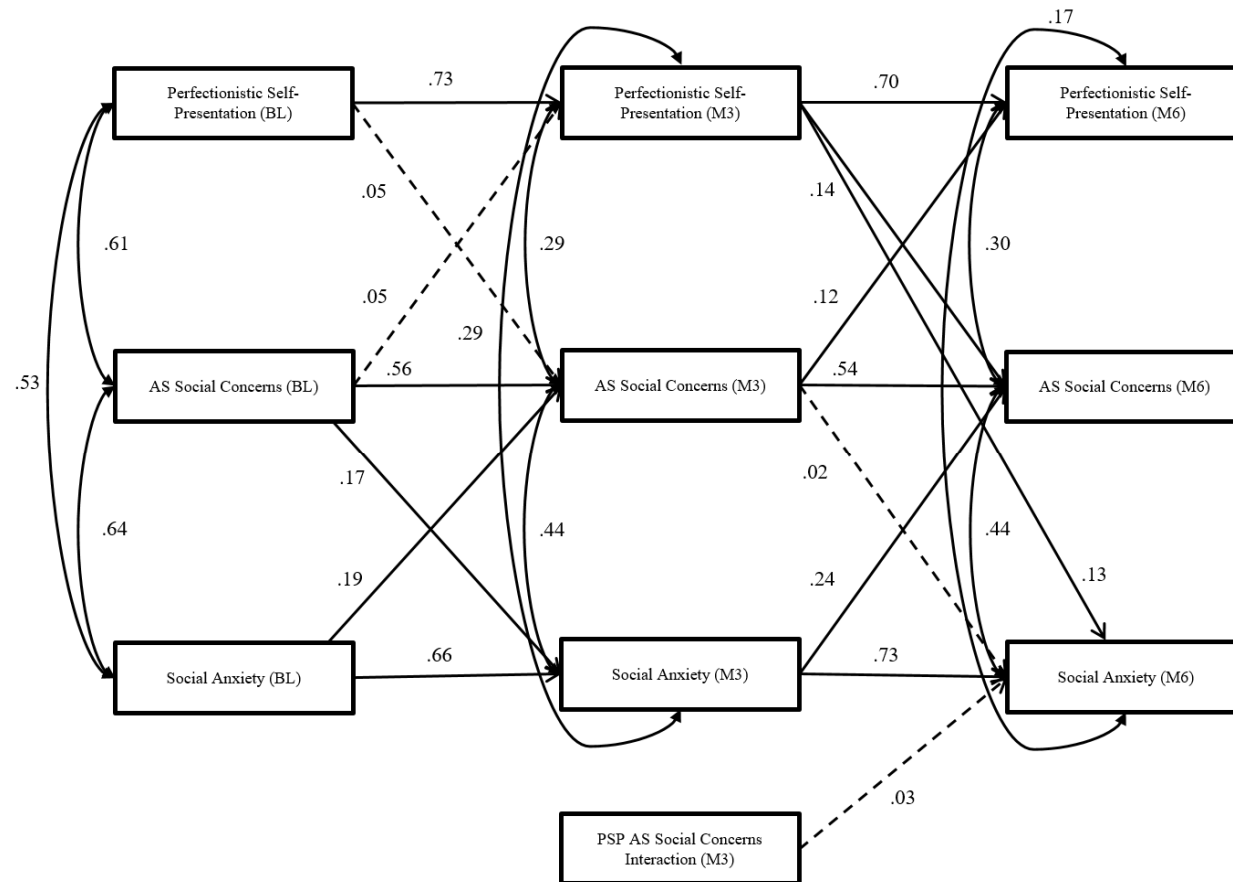 .17
Perfectionistic Self-
Presentation (BL)
.73
Perfectionistic Self-
Presentation (M3)
.70
Perfectionistic Self-
Presentation (M6)
.05
.14
.61
.29
.30
.05
.12
.29
.53
AS Social Concerns (BL)
.56
AS Social Concerns (M3)
.54
AS Social Concerns (M6)
.17
.02
.64
.44
.44
.19
.24
.13
Social Anxiety (BL)
.66
Social Anxiety (M3)
.73
Social Anxiety (M6)
.03
PSP AS Social Concerns
Interaction (M3)